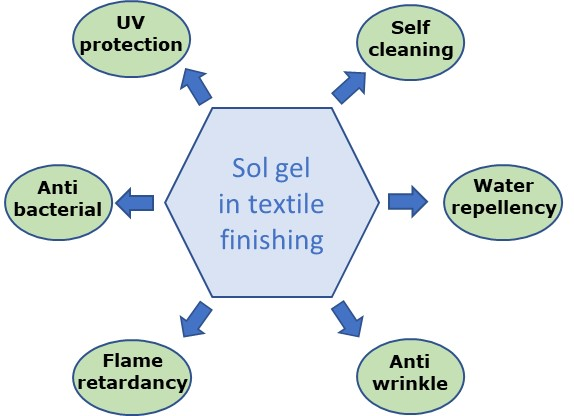 UV
protection
Self
cleaning
Anti
bacterial
Sol gel
in textile
finishing
Water
repellency
Flame
retardancy
Anti
wrinkle